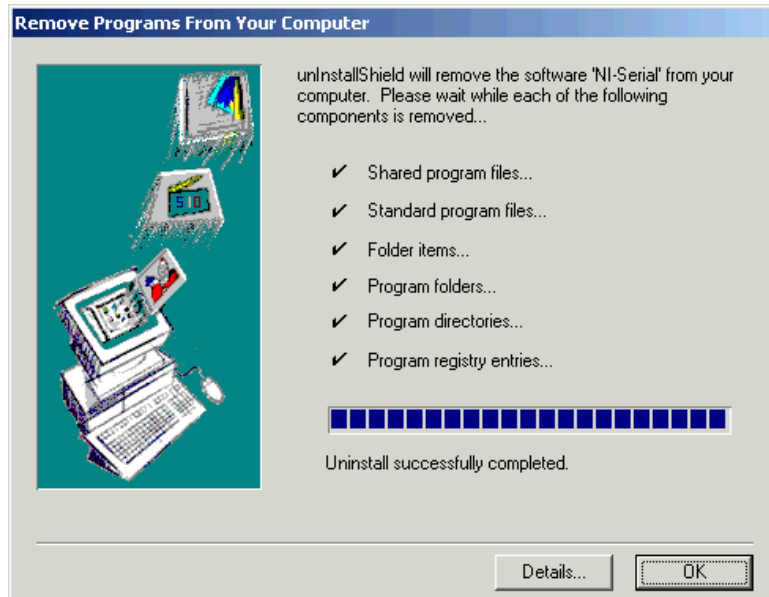 Remove Programs From Your Computer
unInstallShield will remove the software 'NI-Serial' from your
computer. Please wait while each of the following
components is removed...
✔ Shared program files...
✔ Standard program files...
✔ Folder items...
✔ Program folders...
✔ Program directories...
✔ Program registry entries...
Uninstall successfully completed.
Details... OK